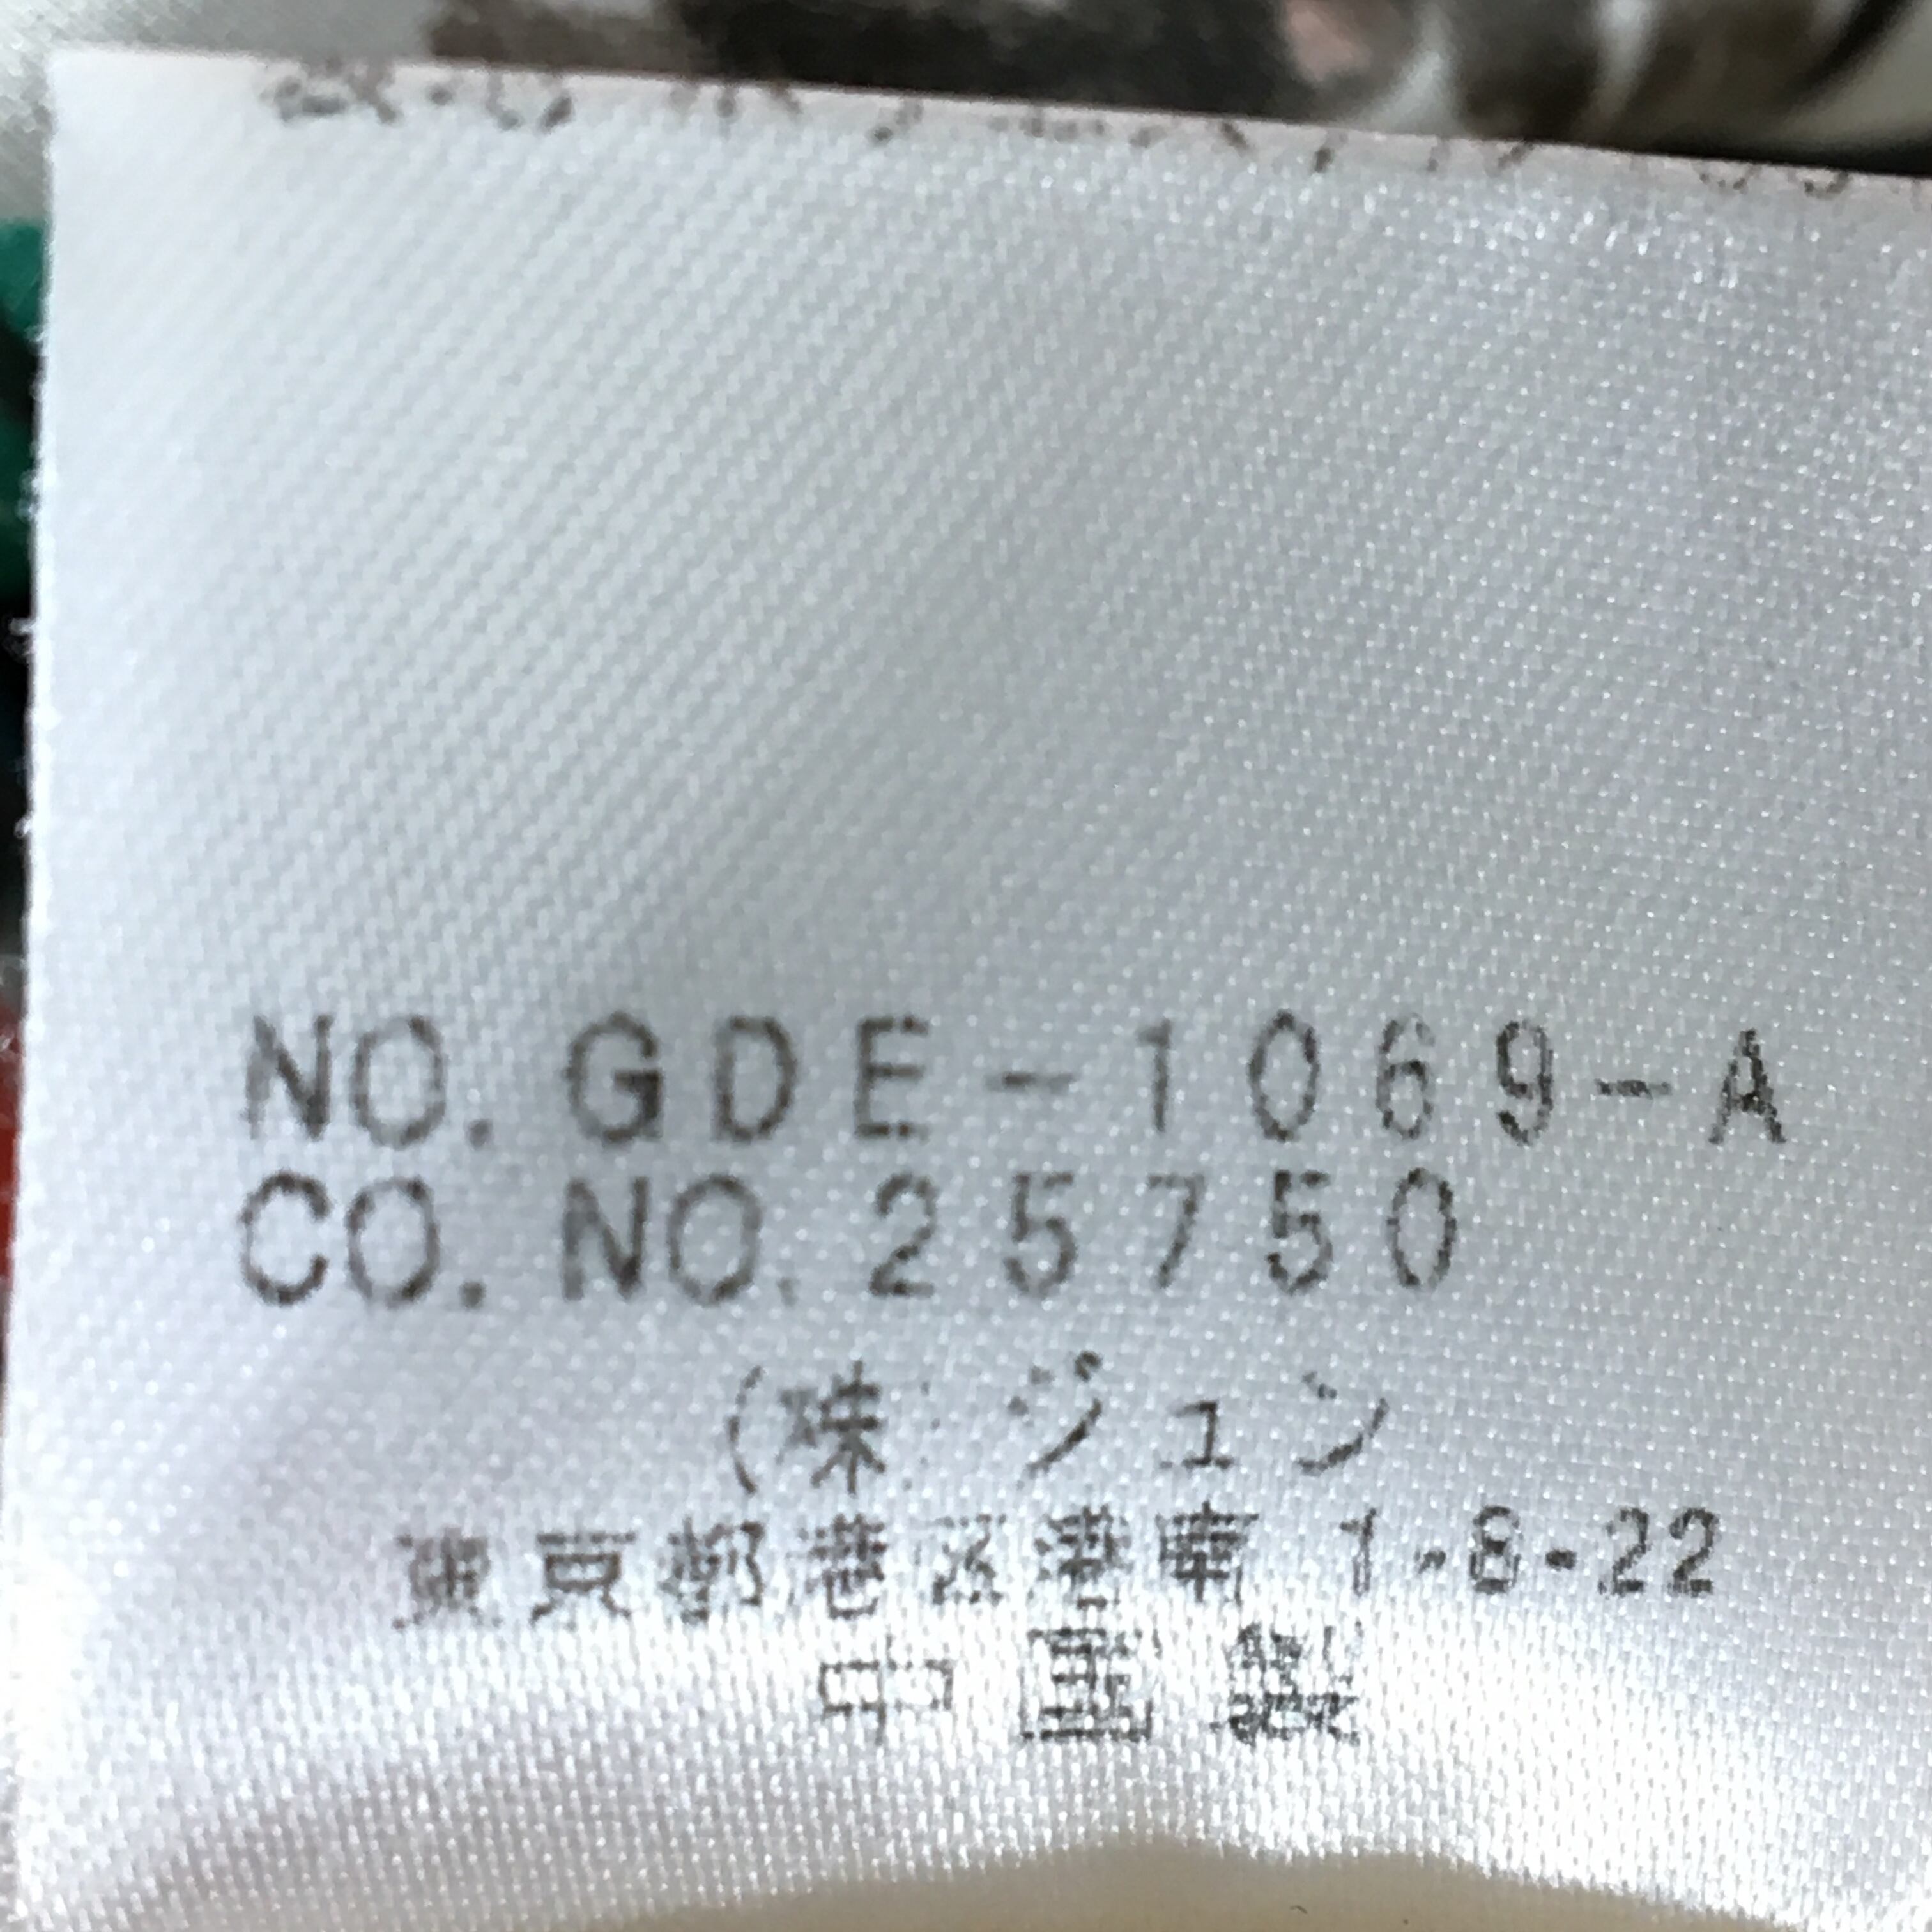 NO. GDE-1069-A
CO. NO. 25750
(株)ジュン
東京都港区港南 1-8-22
中国製